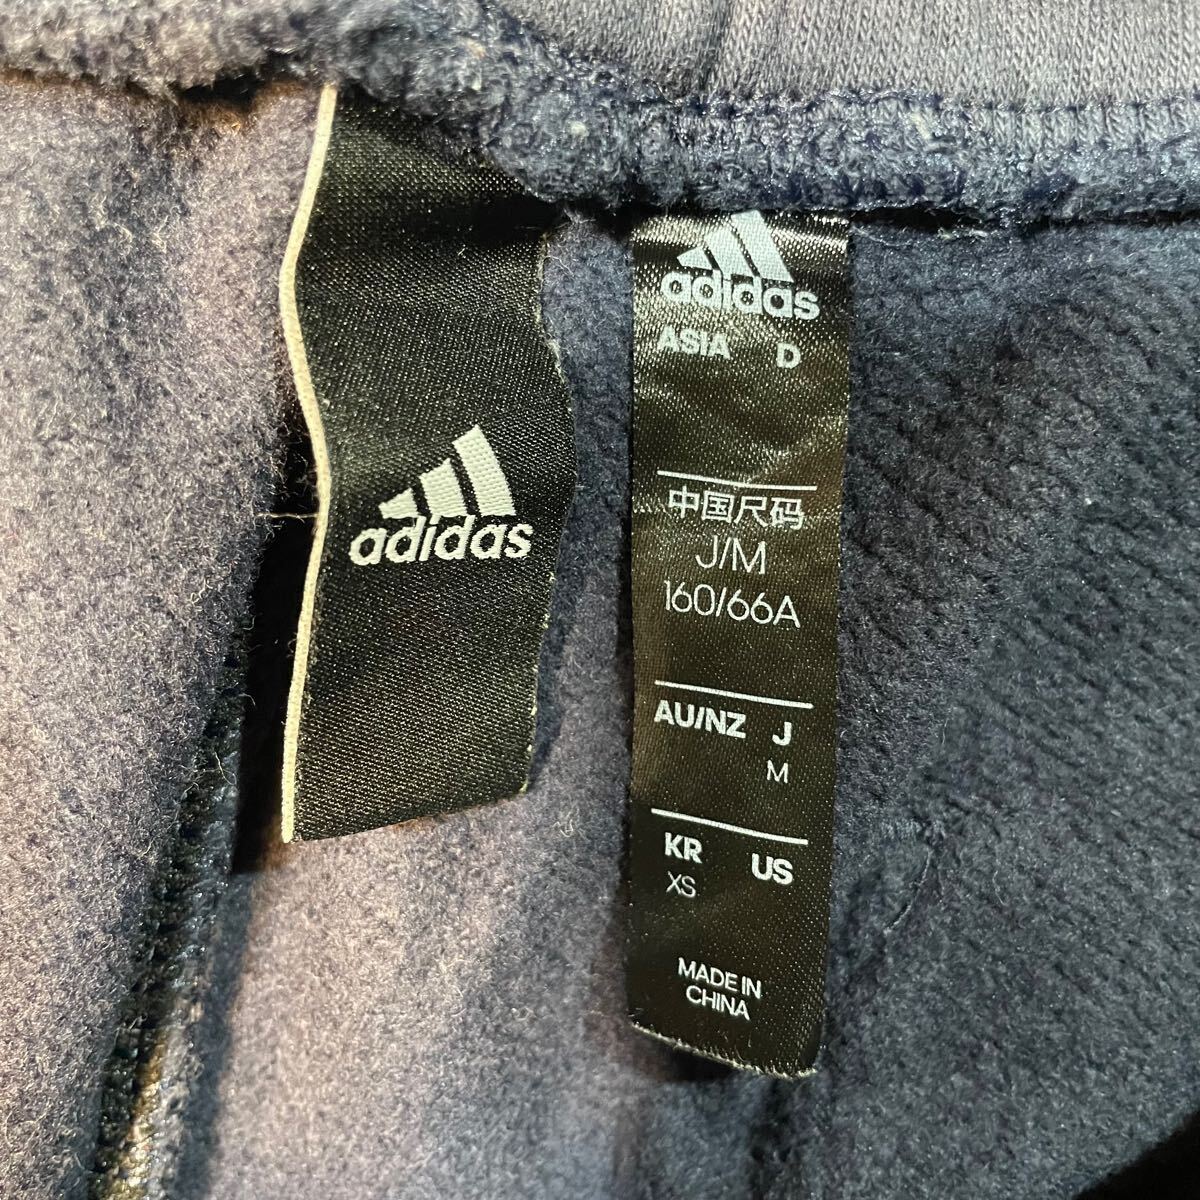 adidas
adidas
ASIA D
中国尺码
J/M
160/66A
AU/NZ J
M
KR US
XS
MADE IN
CHINA